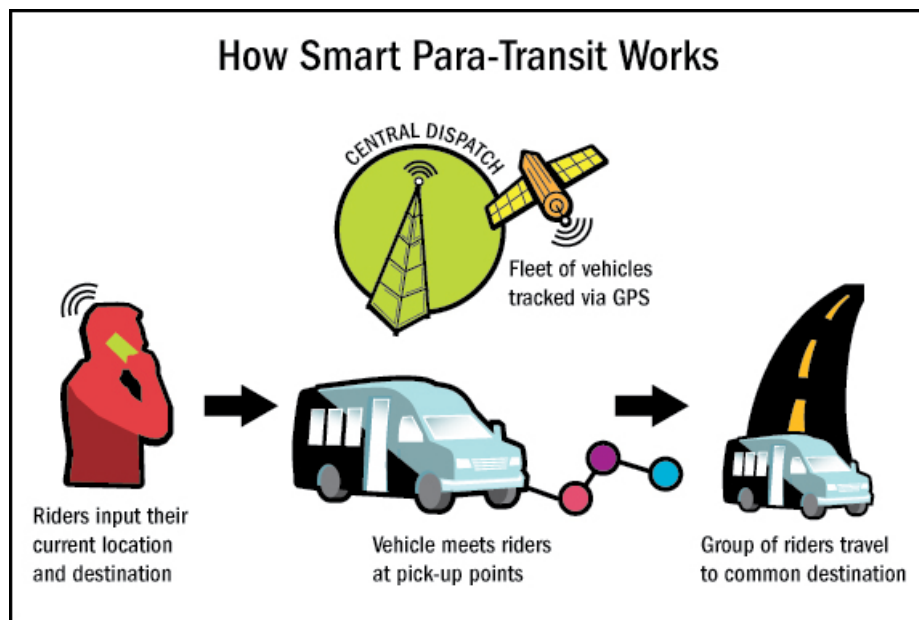 How Smart Para-Transit Works
CENTRAL DISPATCH
Fleet of vehicles
tracked via GPS
Riders input their
current location
and destination
Vehicle meets riders
at pick-up points
Group of riders travel
to common destination